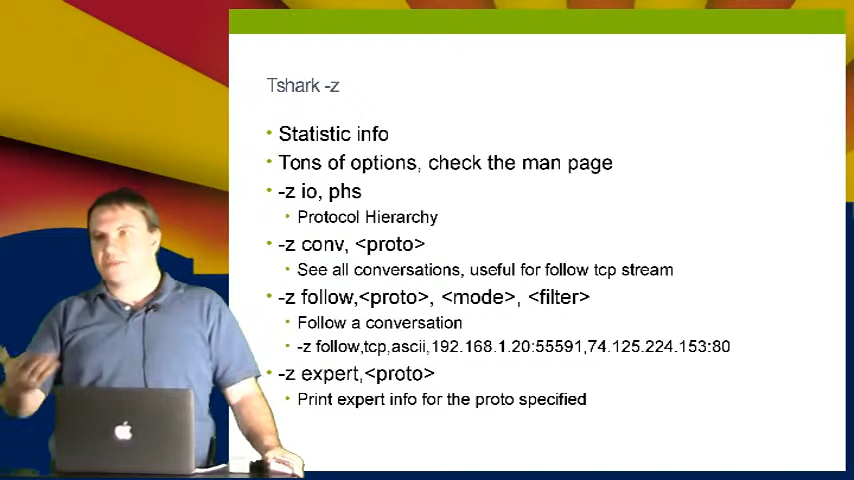 Tshark -z
• Statistic info
• Tons of options, check the man page
• -z io, phs
• Protocol Hierarchy
• -z conv, <proto>
• See all conversations, useful for follow tcp stream
• -z follow,<proto>, <mode>, <filter>
• Follow a conversation
• -z follow,tcp,ascii,192.168.1.20:55591,74.125.224.153:80
• -z expert,<proto>
• Print expert info for the proto specified